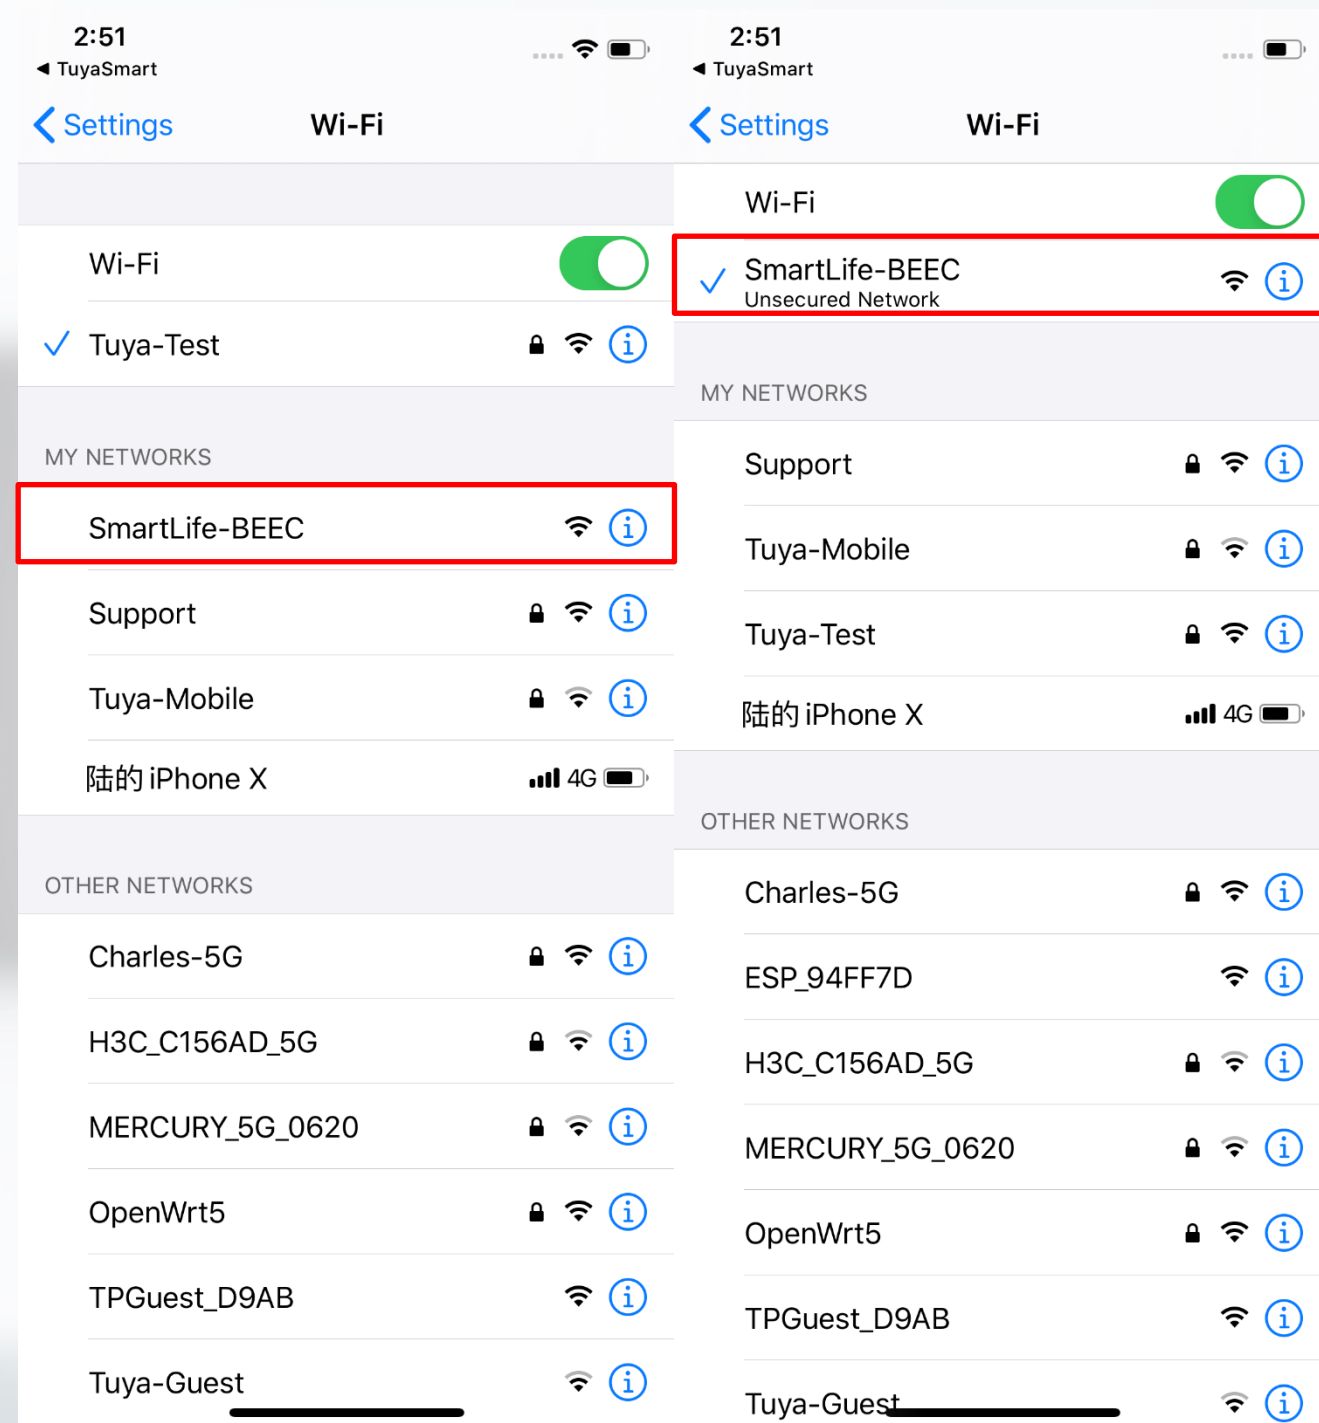 2:51
◀ TuyaSmart
Settings
Wi-Fi
Wi-Fi
Tuya-Test
MY NETWORKS
SmartLife-BEEC
Support
Tuya-Mobile
陆的 iPhone X
4G
OTHER NETWORKS
Charles-5G
H3C_C156AD_5G
MERCURY_5G_0620
OpenWrt5
TPGuest_D9AB
Tuya-Guest
2:51
◀ TuyaSmart
Settings
Wi-Fi
Wi-Fi
SmartLife-BEEC
Unsecured Network
MY NETWORKS
Support
Tuya-Mobile
Tuya-Test
陆的 iPhone X
4G
OTHER NETWORKS
Charles-5G
ESP_94FF7D
H3C_C156AD_5G
MERCURY_5G_0620
OpenWrt5
TPGuest_D9AB
Tuya-Guest